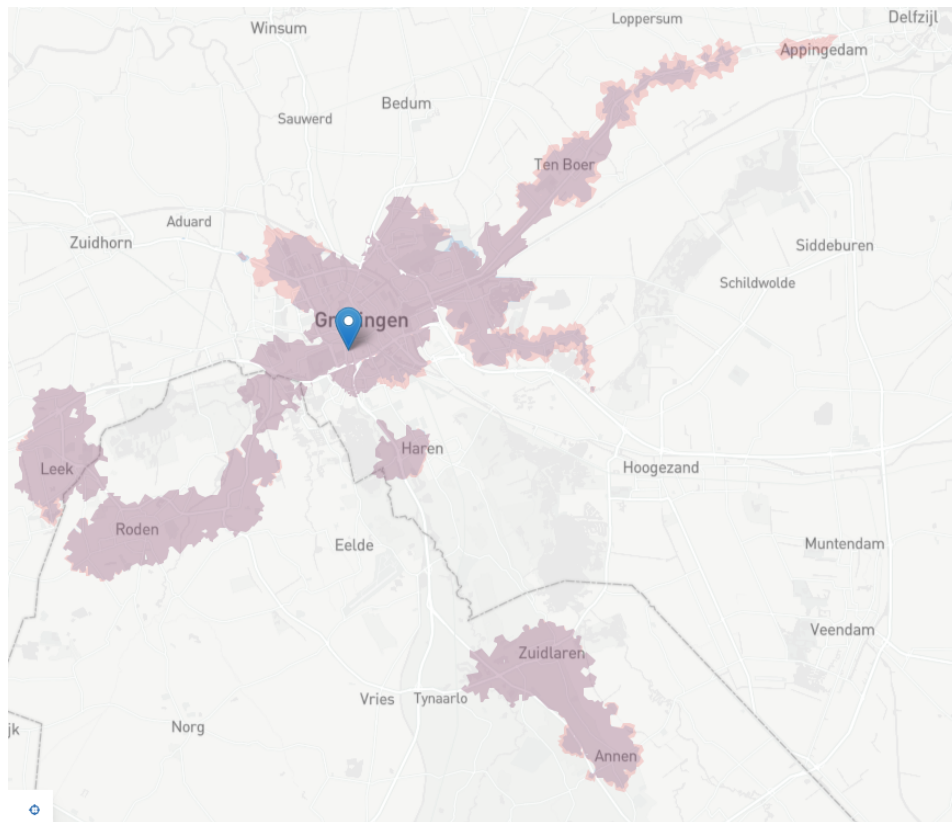 Delfzijl
Loppersum
Winsum
Appingedam
Bedum
Sauwerd
Ten Boer
Aduard
Zuidhorn
Siddeburen
Schildwolde
Haren
Leek
Hoogezand
Roden
Eelde
Muntendam
Veendam
Zuidlaren
Vries
Tynaarlo
Norg
jk
Annen